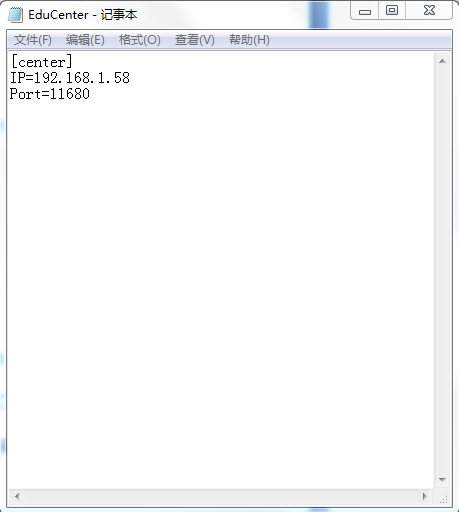 EduCenter - 记事本
文件(F) 编辑(E) 格式(O) 查看(V) 帮助(H)
[center]
IP=192.168.1.58
Port=11680